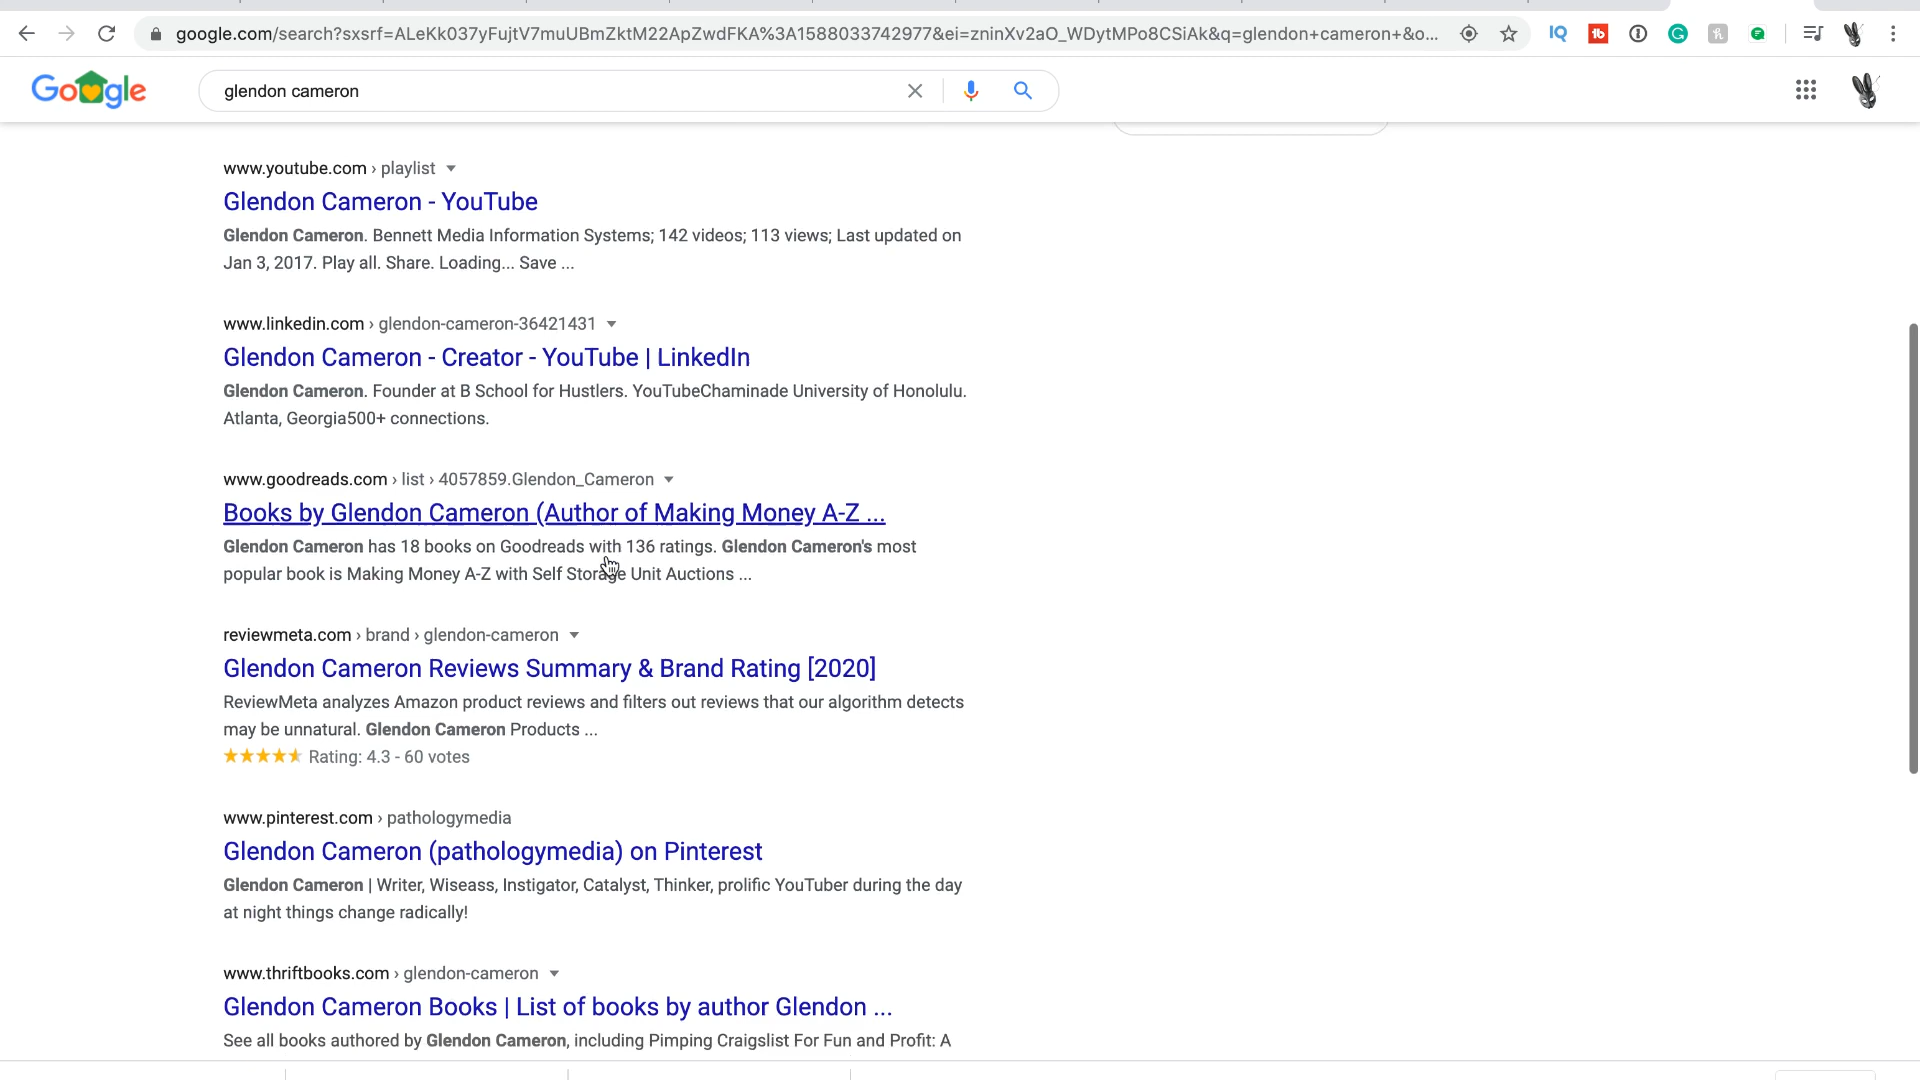 google.com/search?sxsrf=ALeKk037yFujtV7muUBmZktM22ApZwdFKA%3A1588033742977&ei=zninXv2aO_WDytMPo8CSiAk&q=glendon+cameron+&o...
Google
glendon cameron
www.youtube.com › playlist
Glendon Cameron - YouTube
Glendon Cameron. Bennett Media Information Systems; 142 videos; 113 views; Last updated on
Jan 3, 2017. Play all. Share. Loading... Save ...
www.linkedin.com › glendon-cameron-36421431
Glendon Cameron - Creator - YouTube | LinkedIn
Glendon Cameron. Founder at B School for Hustlers. YouTubeChaminade University of Honolulu.
Atlanta, Georgia500+ connections.
www.goodreads.com › list › 4057859.Glendon_Cameron
Books by Glendon Cameron (Author of Making Money A-Z ...
Glendon Cameron has 18 books on Goodreads with 136 ratings. Glendon Cameron's most
popular book is Making Money A-Z with Self Storage Unit Auctions ...
reviewmeta.com › brand › glendon-cameron
Glendon Cameron Reviews Summary & Brand Rating [2020]
ReviewMeta analyzes Amazon product reviews and filters out reviews that our algorithm detects
may be unnatural. Glendon Cameron Products ...
Rating: 4.3 - 60 votes
www.pinterest.com › pathologymedia
Glendon Cameron (pathologymedia) on Pinterest
Glendon Cameron | Writer, Wiseass, Instigator, Catalyst, Thinker, prolific YouTuber during the day
at night things change radically!
www.thriftbooks.com › glendon-cameron
Glendon Cameron Books | List of books by author Glendon ...
See all books authored by Glendon Cameron, including Pimping Craigslist For Fun and Profit: A